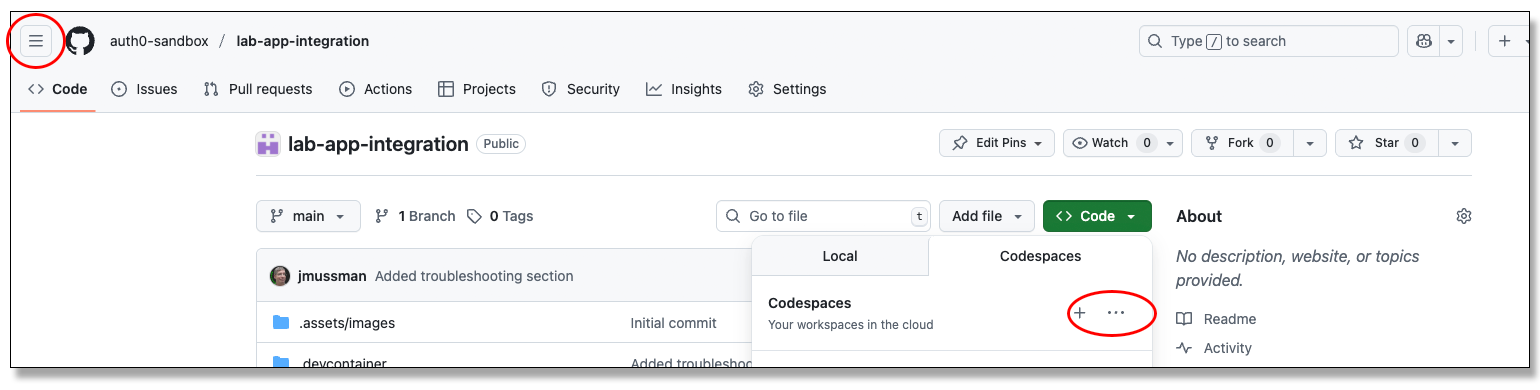 auth0-sandbox / lab-app-integration
Type / to search
Code Issues Pull requests Actions Projects Security Insights Settings
lab-app-integration Public
Edit Pins Watch 0 Fork 0 Star 0
main 1 Branch 0 Tags
Go to file t
Add file
Code
About
Local Codespaces
No description, website, or topics
provided.
jmussman Added troubleshooting section
Codespaces
Your workspaces in the cloud
.assets/images Initial commit
Readme
Activity
.devcontainer Added troubleshoo